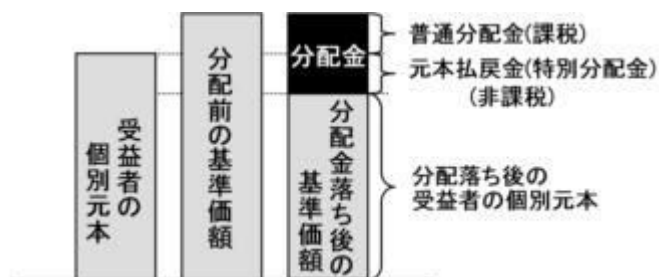 受益者の
個別元本
分配前の基準価額
分配金
分配金落ち後の
基準価額
普通分配金(課税)
元本払戻金(特別分配金)
(非課税)
分配落ち後の
受益者の個別元本